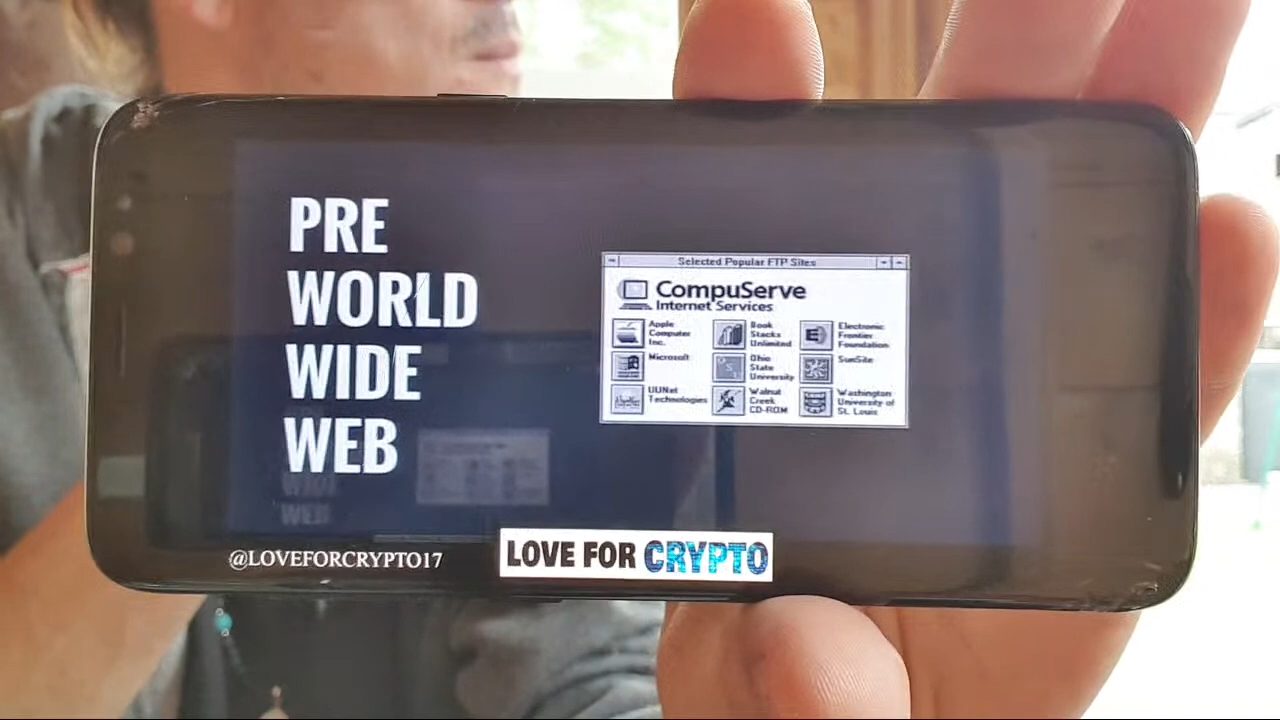 PRE
WORLD
WIDE
WEB
Selected Popular FTP Sites
CompuServe
Internet Services
Apple
Computer
Inc.
Book
Stacks
Unlimited
Electronic
Frontier
Foundation
Microsoft
Ohio
State
University
SunSite
UUNet
Technologies
Walnut
Creek
CD-ROM
Washington
University of
St. Louis
WIDE
WEB
@LOVEFORCRYPTO17
LOVE FOR CRYPTO